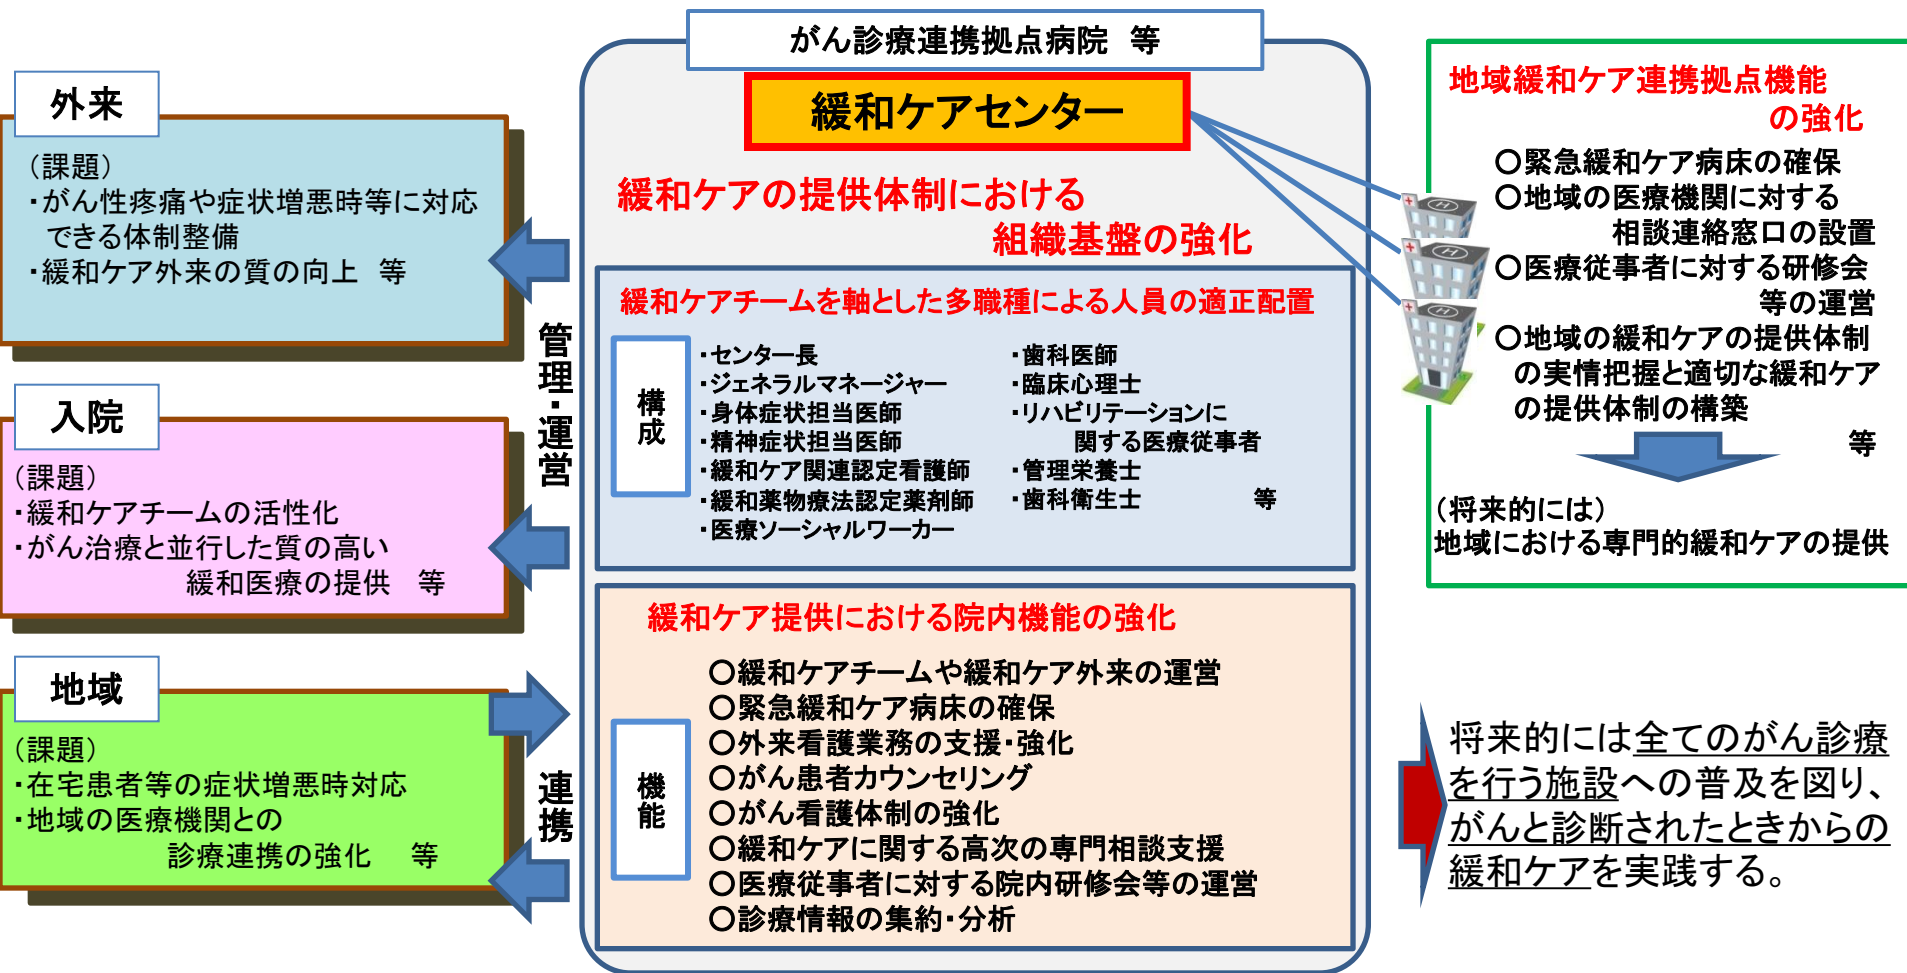 がん診療連携拠点病院 等
緩和ケアセンター
緩和ケアの提供体制における
組織基盤の強化
外来
(課題)
・がん性疼痛や症状増悪時等に対応
できる体制整備
・緩和ケア外来の質の向上 等
入院
(課題)
・緩和ケアチームの活性化
・がん治療と並行した質の高い
緩和医療の提供 等
地域
(課題)
・在宅患者等の症状増悪時対応
・地域の医療機関との
診療連携の強化 等
管理・運営
連携
緩和ケアチームを軸とした多職種による人員の適正配置
構成
・センター長
・ジェネラルマネージャー
・身体症状担当医師
・精神症状担当医師
・緩和ケア関連認定看護師
・緩和薬物療法認定薬剤師
・医療ソーシャルワーカー
・歯科医師
・臨床心理士
・リハビリテーションに
関する医療従事者
・管理栄養士
・歯科衛生士 等
緩和ケア提供における院内機能の強化
機能
○緩和ケアチームや緩和ケア外来の運営
○緊急緩和ケア病床の確保
○外来看護業務の支援・強化
○がん患者カウンセリング
○がん看護体制の強化
○緩和ケアに関する高次の専門相談支援
○医療従事者に対する院内研修会等の運営
○診療情報の集約・分析
地域緩和ケア連携拠点機能
の強化
○緊急緩和ケア病床の確保
○地域の医療機関に対する
相談連絡窓口の設置
○医療従事者に対する研修会
等の運営
○地域の緩和ケアの提供体制
の実情把握と適切な緩和ケア
の提供体制の構築
等
(将来的には)
地域における専門的緩和ケアの提供
将来的には全てのがん診療
を行う施設への普及を図り、
がんと診断されたときからの
緩和ケアを実践する。